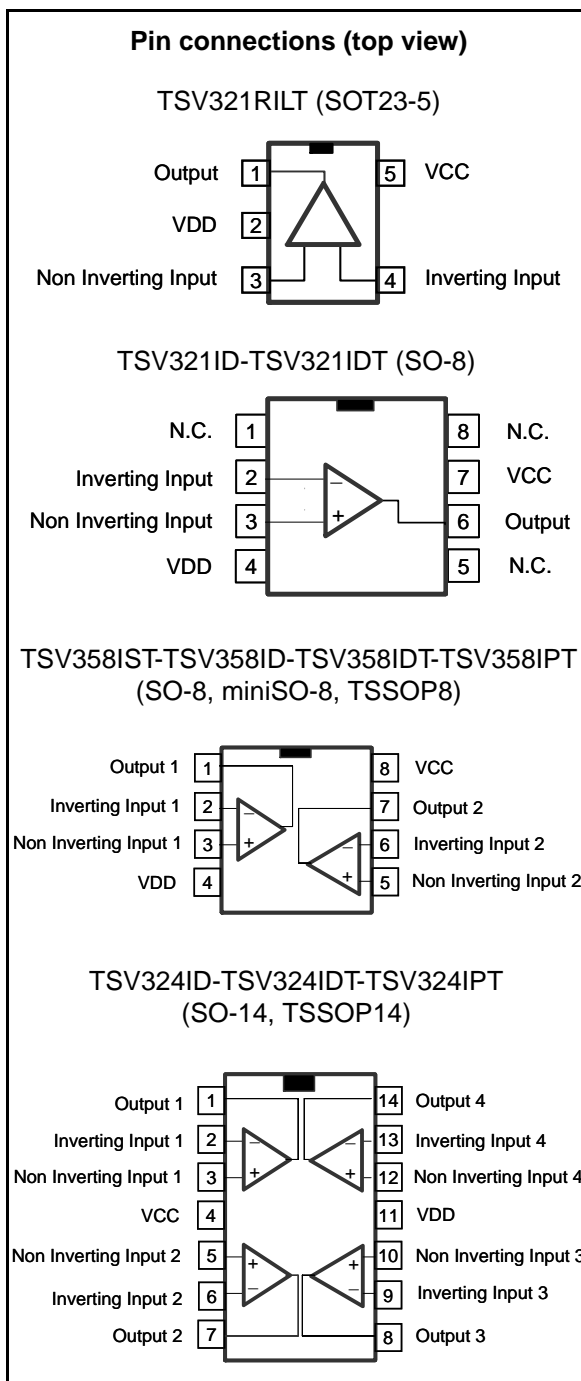 Pin connections (top view)
TSV321RILT (SOT23-5)
Output 1 5 VCC
VDD 2
Non Inverting Input 3 4 Inverting Input
TSV321ID-TSV321IDT (SO-8)
N.C. 1 8 N.C.
Inverting Input 2 − 7 VCC
Non Inverting Input 3 + 6 Output
VDD 4 5 N.C.
TSV358IST-TSV358ID-TSV358IDT-TSV358IPT
(SO-8, miniSO-8, TSSOP8)
Output 1 1 8 VCC
Inverting Input 1 2 − 7 Output 2
Non Inverting Input 1 3 + − 6 Inverting Input 2
VDD 4 + 5 Non Inverting Input 2
TSV324ID-TSV324IDT-TSV324IPT
(SO-14, TSSOP14)
Output 1 1 14 Output 4
Inverting Input 1 2 − − 13 Inverting Input 4
Non Inverting Input 1 3 + + 12 Non Inverting Input 4
VCC 4 11 VDD
Non Inverting Input 2 5 + + 10 Non Inverting Input 3
Inverting Input 2 6 − − 9 Inverting Input 3
Output 2 7 8 Output 3